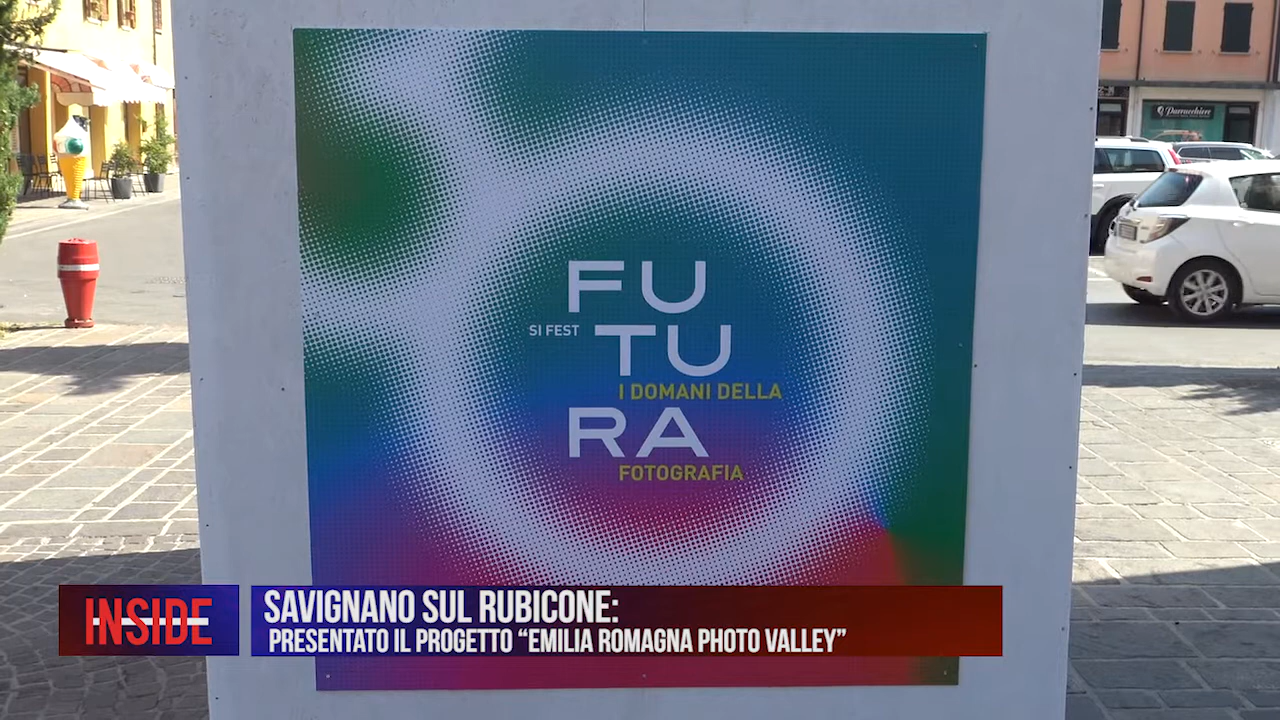 Parrucchiere
FU
SI FEST
TU
I DOMANI DELLA
RA
FOTOGRAFIA
INSIDE
SAVIGNANO SUL RUBICONE:
PRESENTATO IL PROGETTO “EMILIA ROMAGNA PHOTO VALLEY”